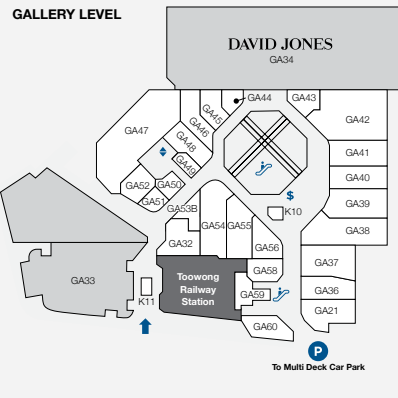 GALLERY LEVEL
DAVID JONES
GA34
GA44
GA43
GA45
GA42
GA46
GA47
GA48
GA41
GA49
GA40
GA52
GA50
$
GA51
GA39
GA53B
K10
GA54
GA55
GA38
GA32
GA56
GA37
GA58
Toowong
Railway
Station
GA33
GA59
GA36
K11
GA21
GA60
P
To Multi Deck Car Park